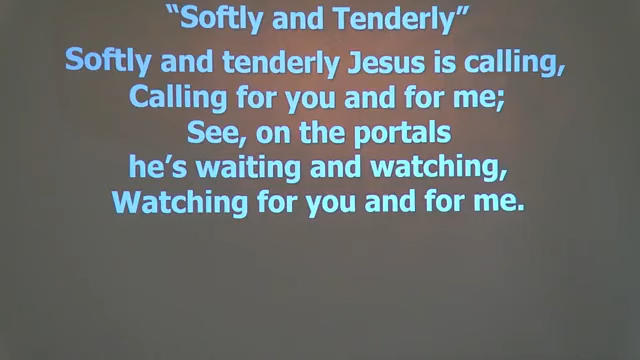 “Softly and Tenderly”
Softly and tenderly Jesus is calling,
Calling for you and for me;
See, on the portals
he’s waiting and watching,
Watching for you and for me.